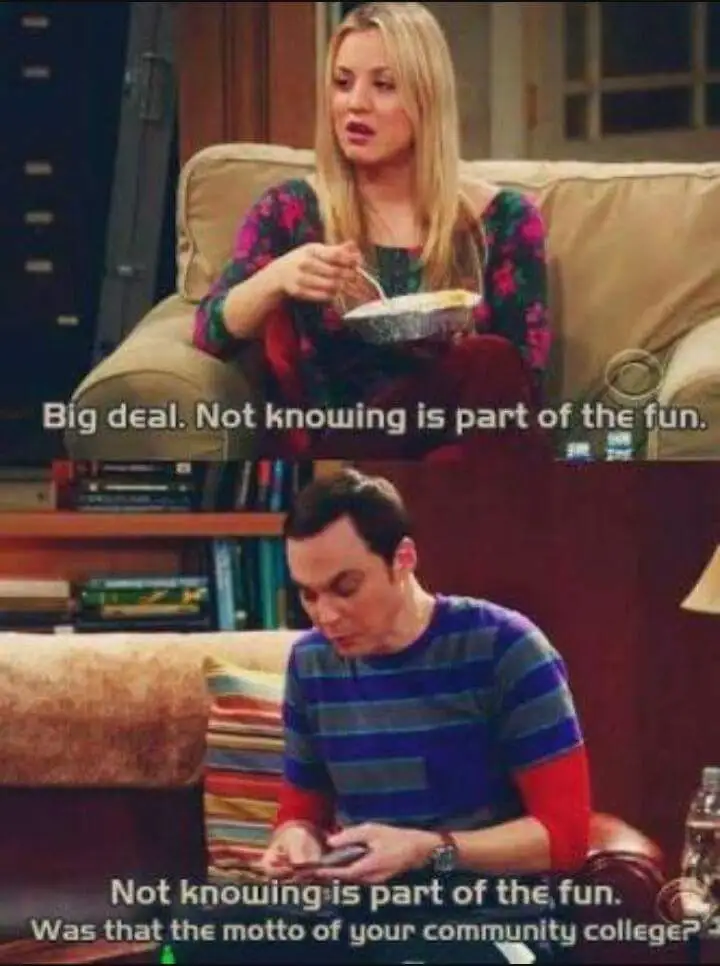 Big deal. Not knowing is part of the fun.
Not knowing is part of the fun.
Was that the motto of your community college?